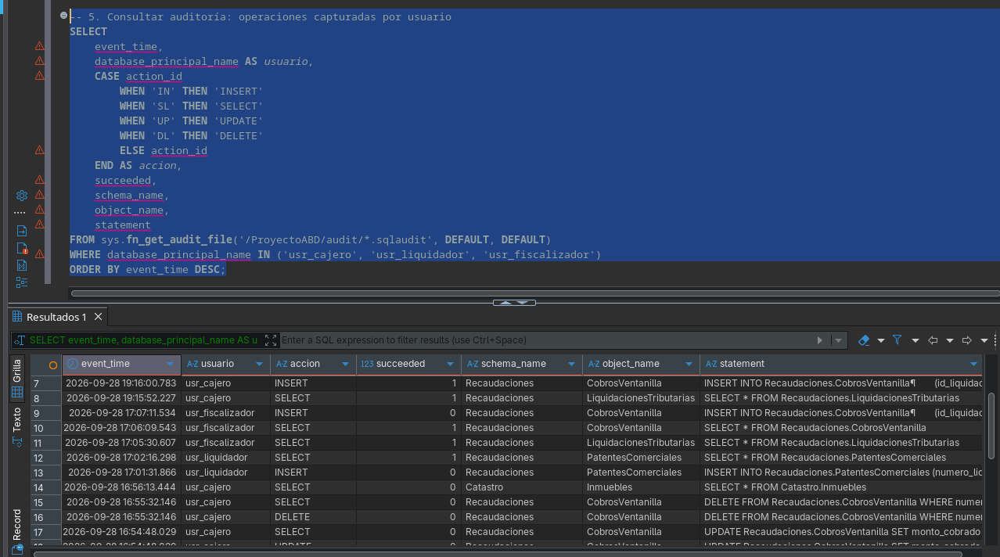 -- 5. Consultar auditoría: operaciones capturadas por usuario
SELECT
event_time,
database_principal_name AS usuario,
CASE action_id
WHEN 'IN' THEN 'INSERT'
WHEN 'SL' THEN 'SELECT'
WHEN 'UP' THEN 'UPDATE'
WHEN 'DL' THEN 'DELETE'
ELSE action_id
END AS accion,
succeeded,
schema_name,
object_name,
statement
FROM sys.fn_get_audit_file('/ProyectoABD/audit/*.sqlaudit', DEFAULT, DEFAULT)
WHERE database_principal_name IN ('usr_cajero', 'usr_liquidador', 'usr_fiscalizador')
ORDER BY event_time DESC;
Resultados 1
SELECT event_time, database_principal_name AS u
Enter a SQL expression to filter results (use Ctrl+Space)
Grilla
Texto
Record
event_time A-Z usuario A-Z accion 123 succeeded A-Z schema_name A-Z object_name A-Z statement
7 2026-09-28 19:16:00.783 usr_cajero INSERT 1 Recaudaciones CobrosVentanilla INSERT INTO Recaudaciones.CobrosVentanilla¶ (id_liquidac
8 2026-09-28 19:15:52.227 usr_cajero SELECT 1 Recaudaciones LiquidacionesTributarias SELECT * FROM Recaudaciones.LiquidacionesTributarias
9 2026-09-28 17:07:11.534 usr_fiscalizador INSERT 0 Recaudaciones CobrosVentanilla INSERT INTO Recaudaciones.CobrosVentanilla¶ (id_liquidac
10 2026-09-28 17:06:09.543 usr_fiscalizador SELECT 1 Recaudaciones CobrosVentanilla SELECT * FROM Recaudaciones.CobrosVentanilla
11 2026-09-28 17:05:30.607 usr_fiscalizador SELECT 1 Recaudaciones LiquidacionesTributarias SELECT * FROM Recaudaciones.LiquidacionesTributarias
12 2026-09-28 17:02:16.298 usr_liquidador SELECT 1 Recaudaciones PatentesComerciales SELECT * FROM Recaudaciones.PatentesComerciales
13 2026-09-28 17:01:31.866 usr_liquidador INSERT 0 Recaudaciones PatentesComerciales INSERT INTO Recaudaciones.PatentesComerciales (numero_lic
14 2026-09-28 16:56:13.444 usr_cajero SELECT 0 Catastro Inmuebles SELECT * FROM Catastro.Inmuebles
15 2026-09-28 16:55:32.146 usr_cajero SELECT 0 Recaudaciones CobrosVentanilla DELETE FROM Recaudaciones.CobrosVentanilla WHERE numer
16 2026-09-28 16:55:32.146 usr_cajero DELETE 0 Recaudaciones CobrosVentanilla DELETE FROM Recaudaciones.CobrosVentanilla WHERE numer
17 2026-09-28 16:54:48.029 usr_cajero SELECT 0 Recaudaciones CobrosVentanilla UPDATE Recaudaciones.CobrosVentanilla SET monto_cobrado